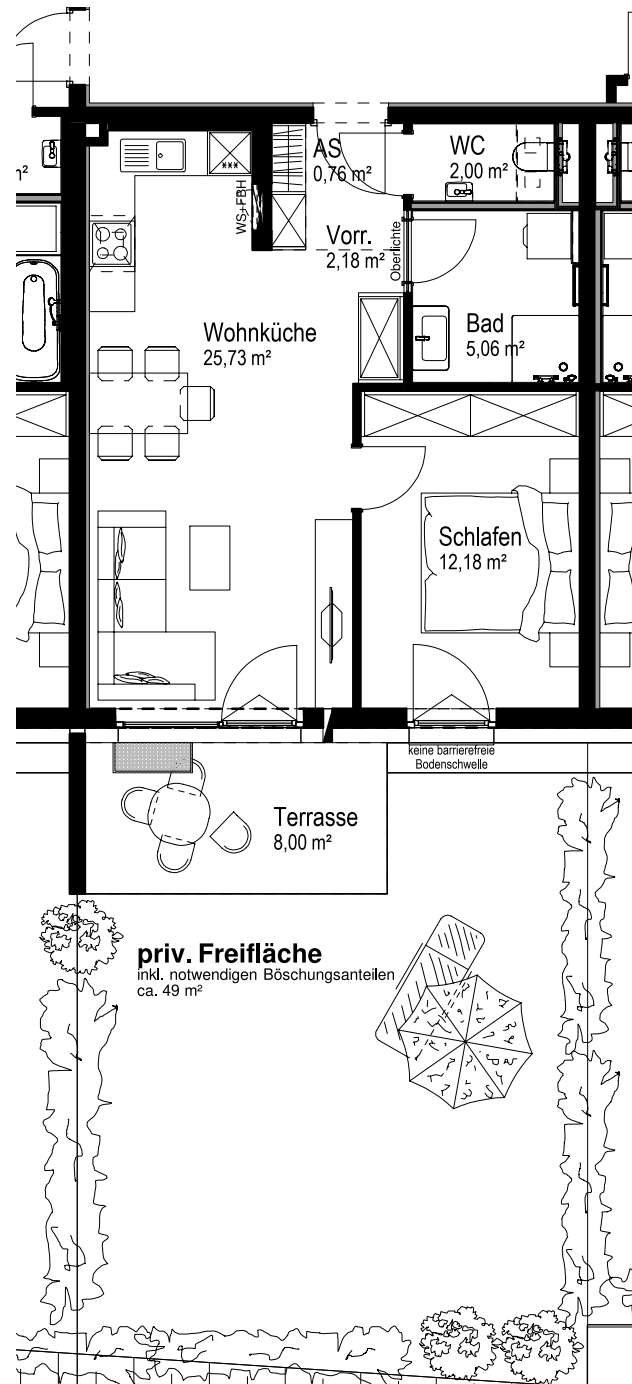 AS
0,76 m²
WC
2,00 m²
m²
WS+FBH
Vorr.
2,18 m²
Oberlichte
Wohnküche
25,73 m²
Bad
5,06 m²
Schlafen
12,18 m²
keine barrierefreie
Bodenschwelle
Terrasse
8,00 m²
priv. Freifläche
inkl. notwendigen Böschungsanteilen
ca. 49 m²